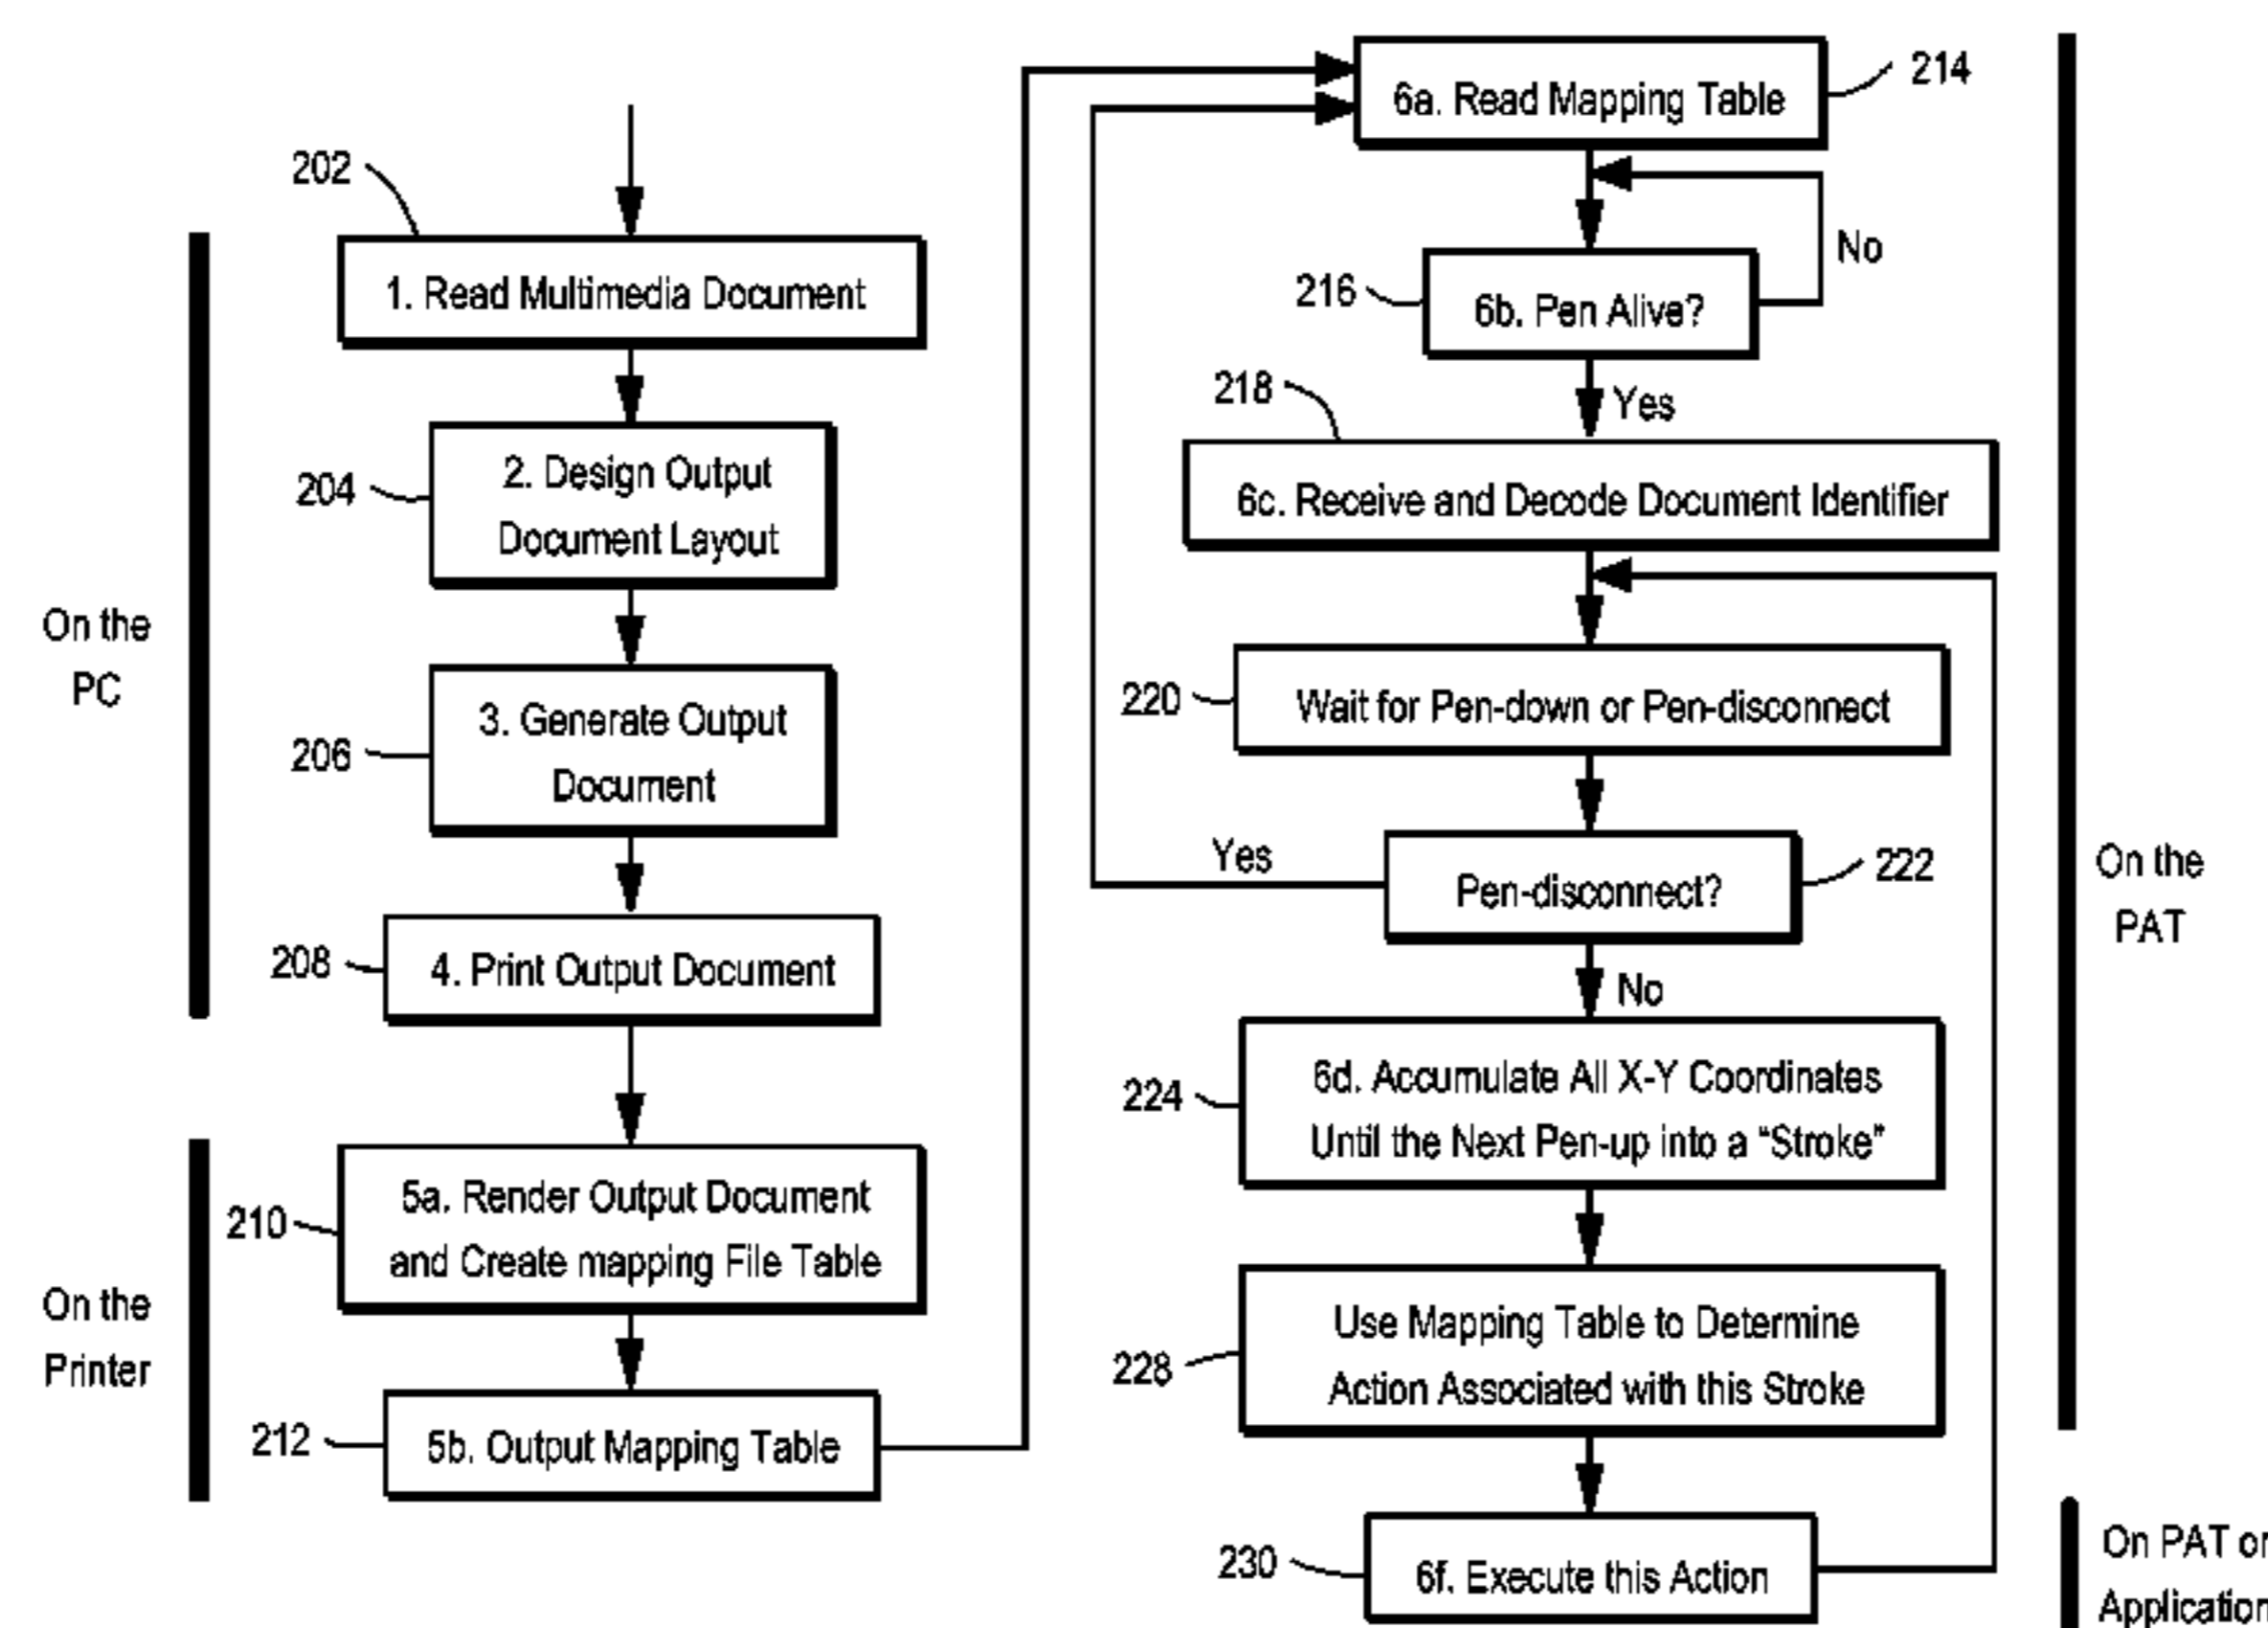 202
1. Read Multimedia Document
204
2. Design Output
Document Layout
On the
PC
206
3. Generate Output
Document
208
4. Print Output Document
210
5a. Render Output Document
and Create mapping File Table
On the
Printer
212
5b. Output Mapping Table
6a. Read Mapping Table
214
No
216
6b. Pen Alive?
Yes
218
6c. Receive and Decode Document Identifier
220
Wait for Pen-down or Pen-disconnect
Yes
Pen-disconnect?
222
On the
PAT
No
224
6d. Accumulate All X-Y Coordinates
Until the Next Pen-up into a “Stroke”
228
Use Mapping Table to Determine
Action Associated with this Stroke
230
6f. Execute this Action
On PAT or
Application